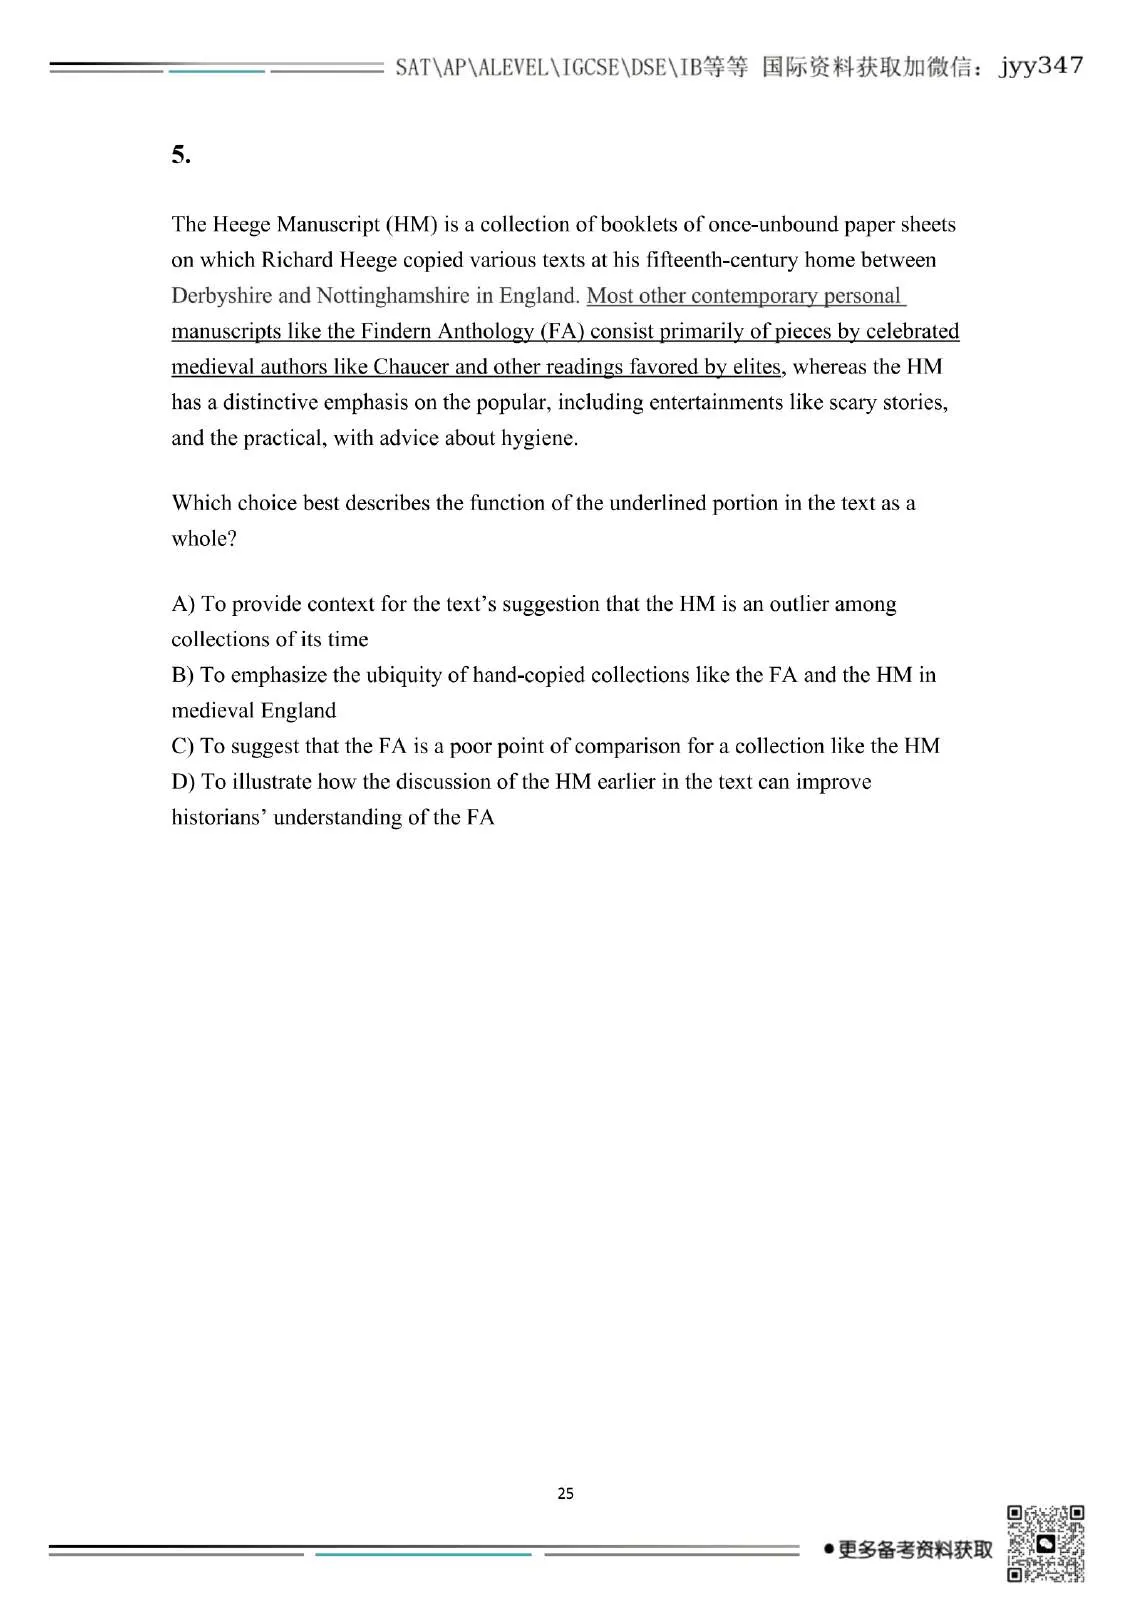 SAT\AP\ALEVEL\IGCSE\DSE\IB等等 国际资料获取加微信：jyy347
5.
The Heege Manuscript (HM) is a collection of booklets of once-unbound paper sheets
on which Richard Heege copied various texts at his fifteenth-century home between
Derbyshire and Nottinghamshire in England. Most other contemporary personal
manuscripts like the Findern Anthology (FA) consist primarily of pieces by celebrated
medieval authors like Chaucer and other readings favored by elites, whereas the HM
has a distinctive emphasis on the popular, including entertainments like scary stories,
and the practical, with advice about hygiene.
Which choice best describes the function of the underlined portion in the text as a
whole?
A) To provide context for the text’s suggestion that the HM is an outlier among
collections of its time
B) To emphasize the ubiquity of hand-copied collections like the FA and the HM in
medieval England
C) To suggest that the FA is a poor point of comparison for a collection like the HM
D) To illustrate how the discussion of the HM earlier in the text can improve
historians’ understanding of the FA
25
●更多备考资料获取